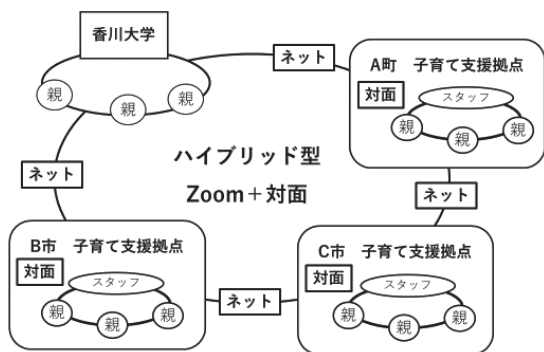 香川大学
親
親
親
ネット
A町 子育て支援拠点
対面
スタッフ
親
親
親
ハイブリッド型
Zoom＋対面
ネット
ネット
B市 子育て支援拠点
対面
スタッフ
親
親
親
ネット
C市 子育て支援拠点
対面
スタッフ
親
親
親